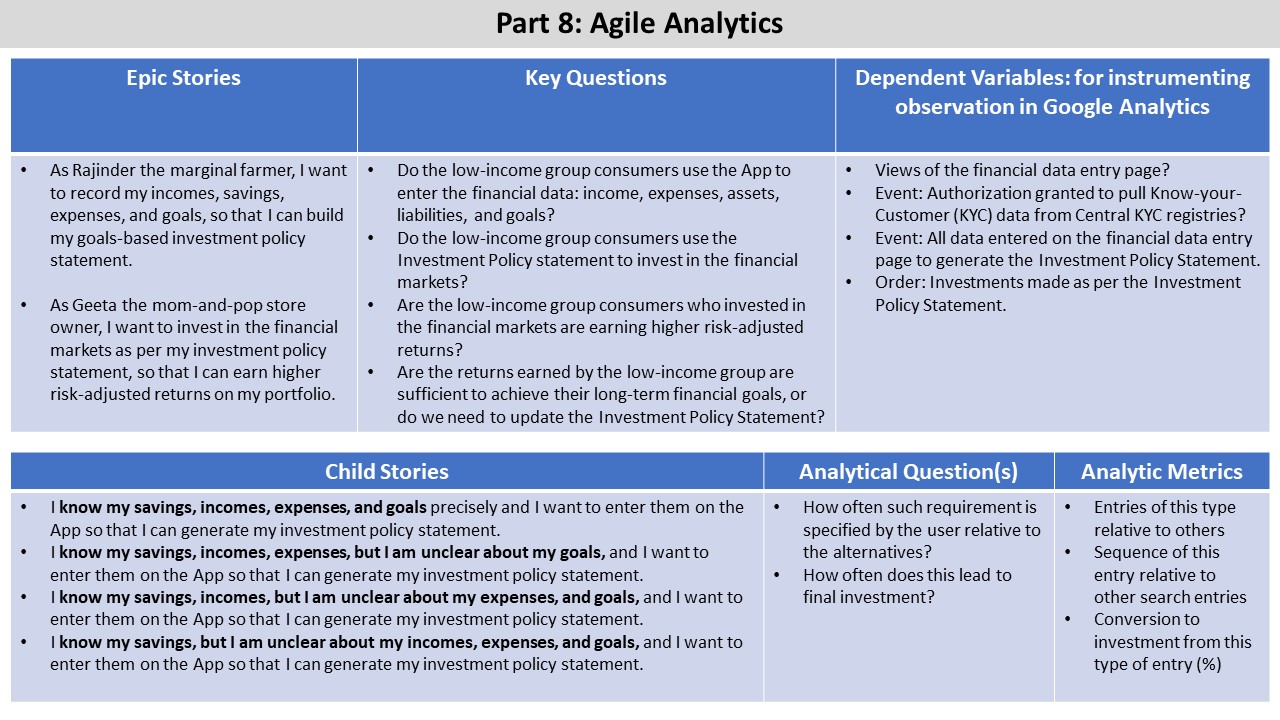 Part 8: Agile Analytics
Epic Stories
• As Rajinder the marginal farmer, I want
to record my incomes, savings,
expenses, and goals, so that I can build
my goals-based investment policy
statement.
• As Geeta the mom-and-pop store
owner, I want to invest in the financial
markets as per my investment policy
statement, so that I can earn higher
risk-adjusted returns on my portfolio.
Key Questions
• Do the low-income group consumers use the App to
enter the financial data: income, expenses, assets,
liabilities, and goals?
• Do the low-income group consumers use the
Investment Policy statement to invest in the financial
markets?
• Are the low-income group consumers who invested in
the financial markets are earning higher risk-adjusted
returns?
• Are the returns earned by the low-income group are
sufficient to achieve their long-term financial goals, or
do we need to update the Investment Policy Statement?
Dependent Variables: for instrumenting
observation in Google Analytics
• Views of the financial data entry page?
• Event: Authorization granted to pull Know-your-
Customer (KYC) data from Central KYC registries?
• Event: All data entered on the financial data entry
page to generate the Investment Policy Statement.
• Order: Investments made as per the Investment
Policy Statement.
Child Stories
• I know my savings, incomes, expenses, and goals precisely and I want to enter them on the
App so that I can generate my investment policy statement.
• I know my savings, incomes, expenses, but I am unclear about my goals, and I want to
enter them on the App so that I can generate my investment policy statement.
• I know my savings, incomes, but I am unclear about my expenses, and goals, and I want to
enter them on the App so that I can generate my investment policy statement.
• I know my savings, but I am unclear about my incomes, expenses, and goals, and I want to
enter them on the App so that I can generate my investment policy statement.
Analytical Question(s)
• How often such requirement is
specified by the user relative to
the alternatives?
• How often does this lead to
final investment?
Analytic Metrics
• Entries of this type
relative to others
• Sequence of this
entry relative to
other search entries
• Conversion to
investment from this
type of entry (%)